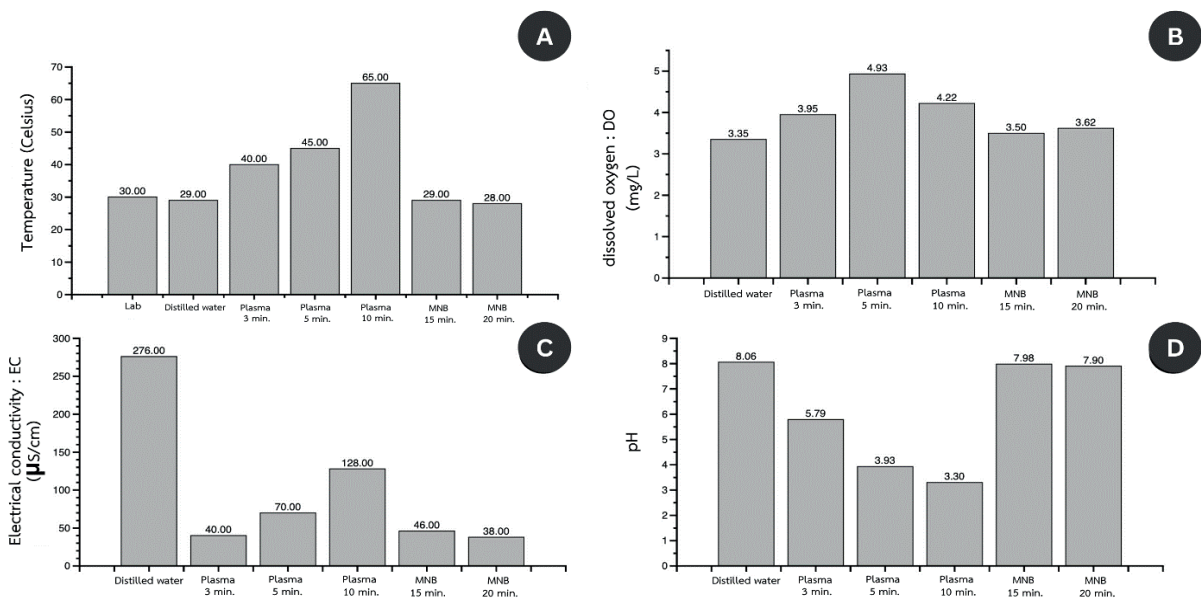 A
Temperature (Celsius)
70
60
50
40
30
20
10
0
30.00
29.00
40.00
45.00
65.00
29.00
28.00
Lab
Distilled water
Plasma
3 min.
Plasma
5 min.
Plasma
10 min.
MNB
15 min.
MNB
20 min.
B
dissolved oxygen : DO
(mg/L)
5
4
3
2
1
0
3.35
3.95
4.93
4.22
3.50
3.62
Distilled water
Plasma
3 min.
Plasma
5 min.
Plasma
10 min.
MNB
15 min.
MNB
20 min.
C
Electrical conductivity : EC
(µS/cm)
300
250
200
150
100
50
0
276.00
40.00
70.00
128.00
46.00
38.00
Distilled water
Plasma
3 min.
Plasma
5 min.
Plasma
10 min.
MNB
15 min.
MNB
20 min.
D
pH
9
8
7
6
5
4
3
2
1
0
8.06
5.79
3.93
3.30
7.98
7.90
Distilled water
Plasma
3 min.
Plasma
5 min.
Plasma
10 min.
MNB
15 min.
MNB
20 min.